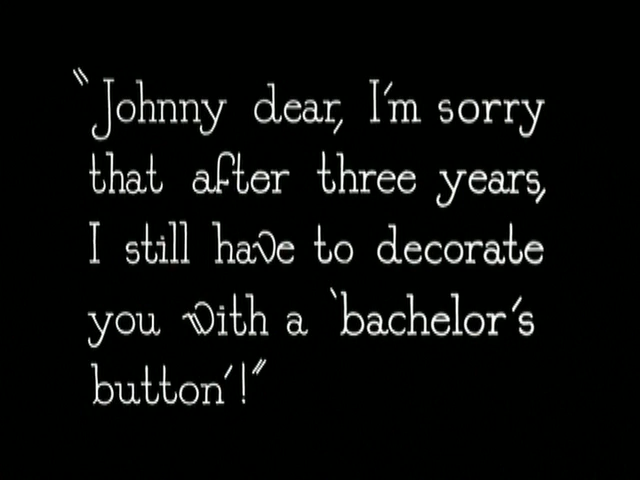 "Johnny dear, I'm sorry
that after three years,
I still have to decorate
you with a 'bachelor's
button'!"